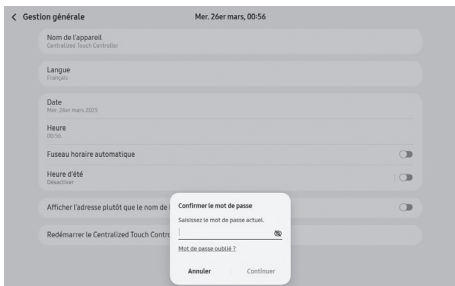 Gestion générale
Mer. 26er mars, 00:56
Nom de l'appareil
Centralized Touch Controller
Langue
Français
Date
Mer. 26er mars 2025
Heure
00:56
Fuseau horaire automatique
Heure d'été
Désactiver
Afficher l'adresse plutôt que le nom de
Redémarrer le Centralized Touch Contro
Confirmer le mot de passe
Saisissez le mot de passe actuel.
Mot de passe oublié ?
Annuler
Continuer